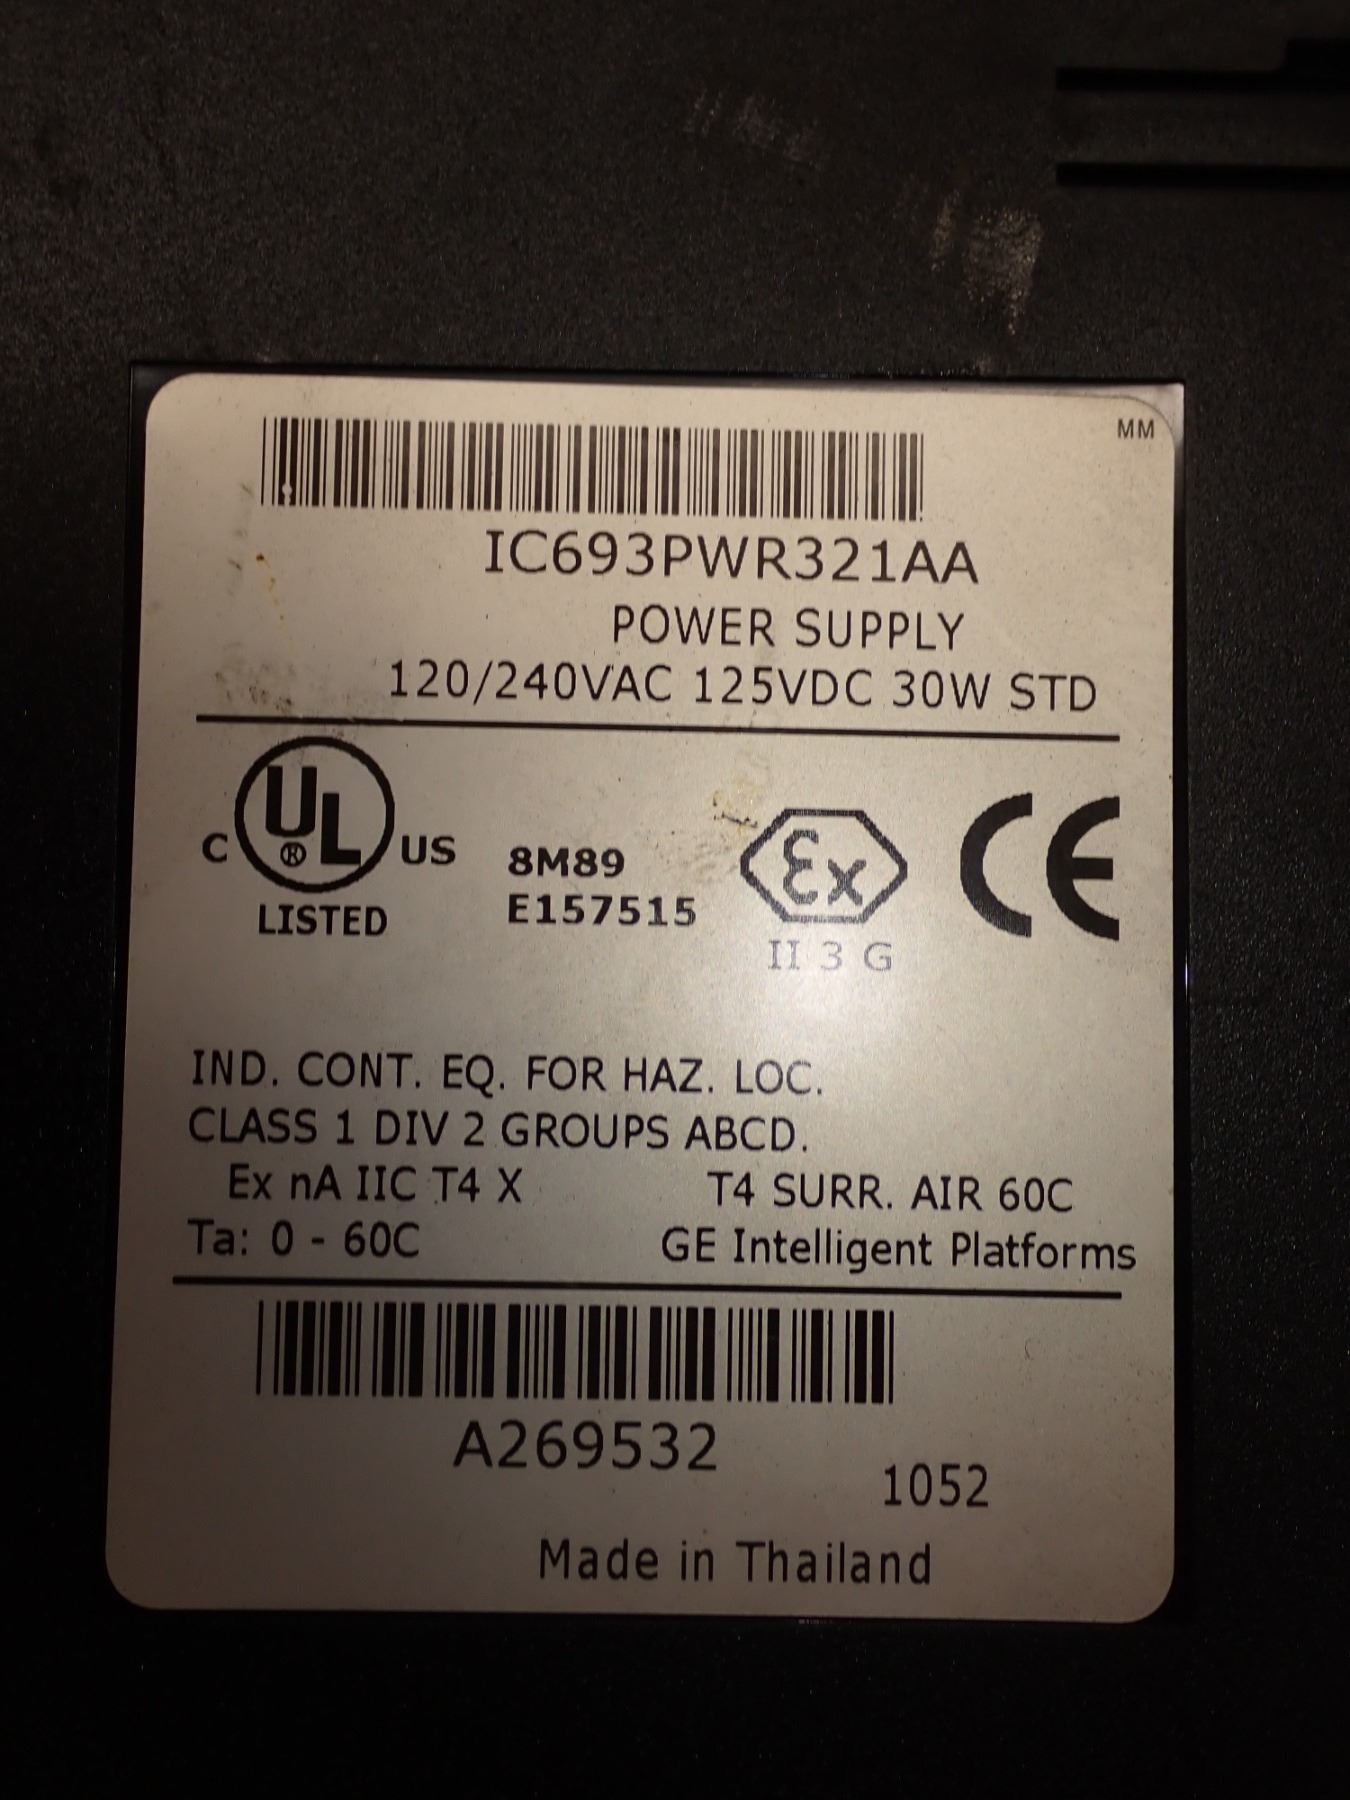 MM
IC693PWR321AA
POWER SUPPLY
120/240VAC 125VDC 30W STD
C UL ® US
LISTED
8M89
E157515
Ex
II 3 G
CE
IND. CONT. EQ. FOR HAZ. LOC.
CLASS 1 DIV 2 GROUPS ABCD.
Ex nA IIC T4 X T4 SURR. AIR 60C
Ta: 0 - 60C GE Intelligent Platforms
A269532
1052
Made in Thailand